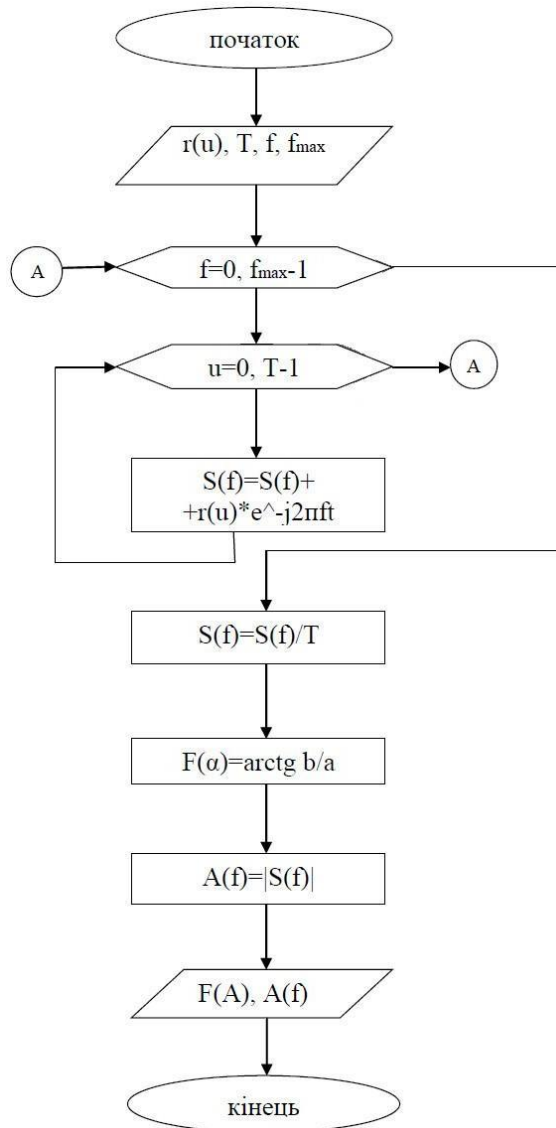 початок
r(u), T, f, fmax
A
f=0, fmax-1
u=0, T-1
A
S(f)=S(f)+
+r(u)*e^-j2πft
S(f)=S(f)/T
F(α)=arctg b/a
A(f)=|S(f)|
F(A), A(f)
кінець